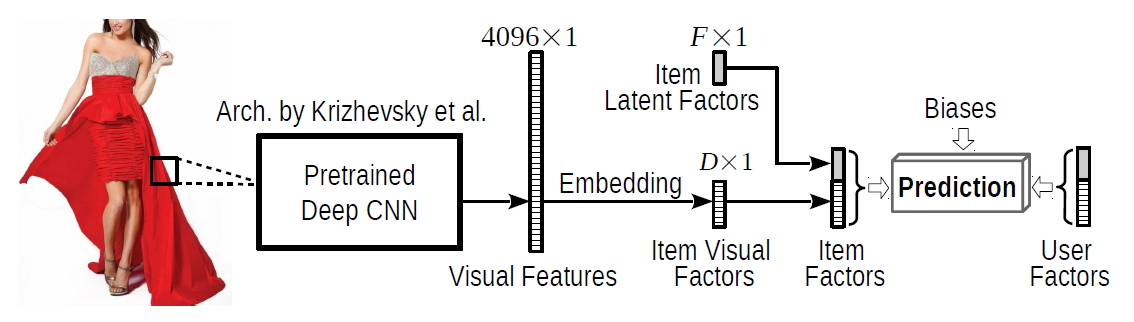 4096×1
F×1
Item
Latent Factors
Arch. by Krizhevsky et al.
Biases
Pretrained
Deep CNN
Embedding
D×1
Prediction
Visual Features
Item Visual
Factors
Item
Factors
User
Factors